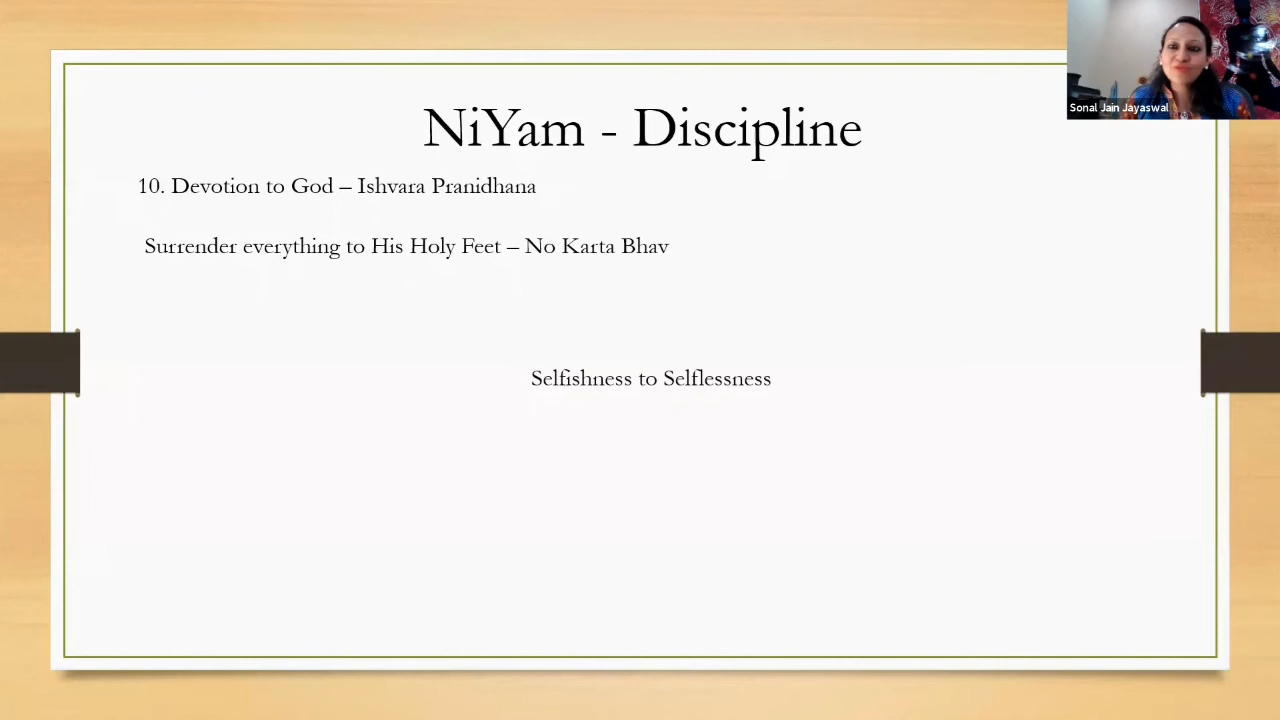 Sonal Jain Jayaswal
NiYam - Discipline
10. Devotion to God – Ishvara Pranidhana
Surrender everything to His Holy Feet – No Karta Bhav
Selfishness to Selflessness